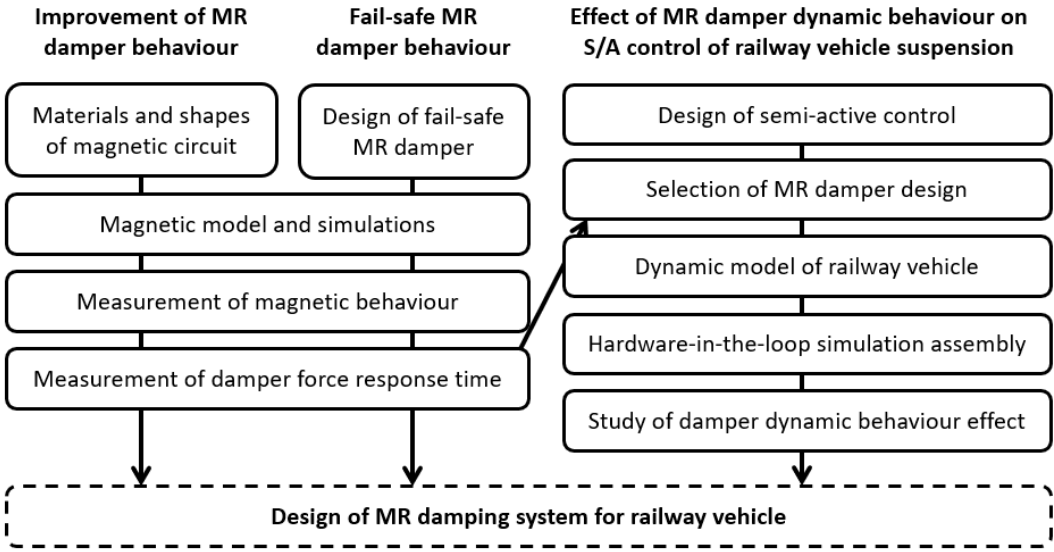 Improvement of MR
damper behaviour
Fail-safe MR
damper behaviour
Effect of MR damper dynamic behaviour on
S/A control of railway vehicle suspension
Materials and shapes
of magnetic circuit
Design of fail-safe
MR damper
Magnetic model and simulations
Measurement of magnetic behaviour
Measurement of damper force response time
Design of semi-active control
Selection of MR damper design
Dynamic model of railway vehicle
Hardware-in-the-loop simulation assembly
Study of damper dynamic behaviour effect
Design of MR damping system for railway vehicle